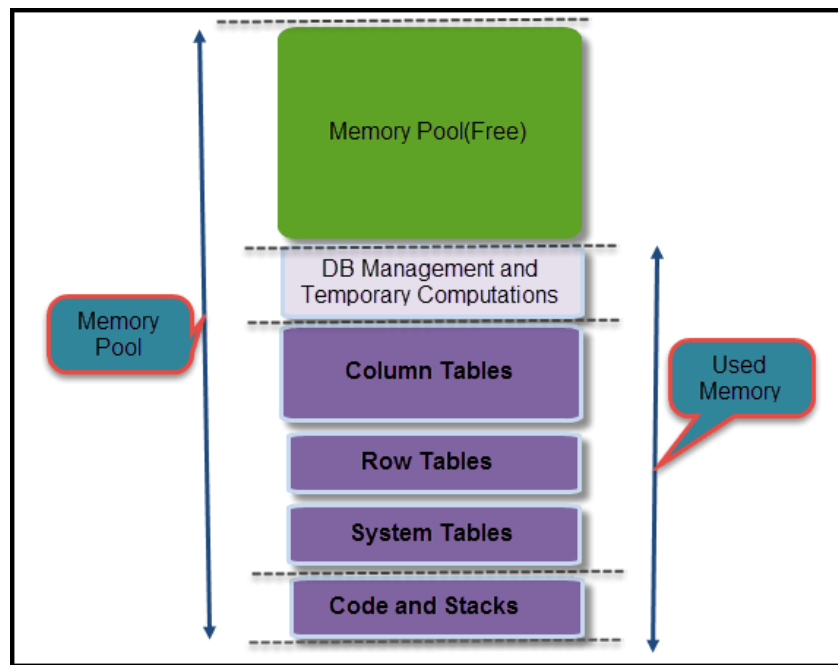 Memory Pool(Free)
DB Management and
Temporary Computations
Memory
Pool
Column Tables
Used
Memory
Row Tables
System Tables
Code and Stacks